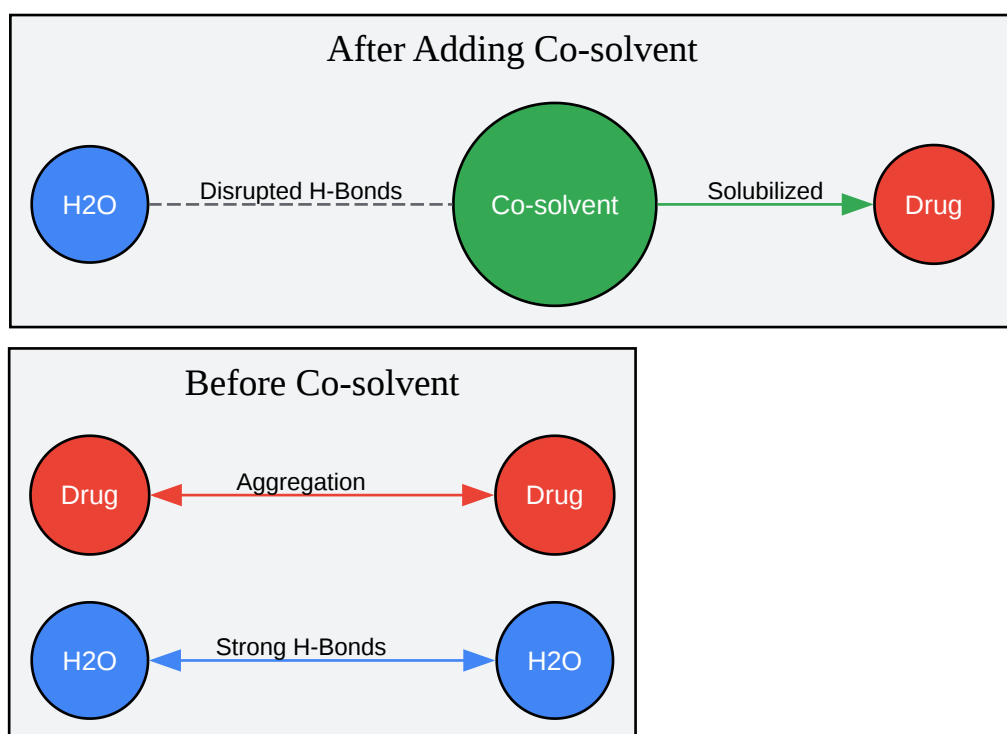 After Adding Co-solvent
H2O
Disrupted H-Bonds
Co-solvent
Solubilized
Drug
Before Co-solvent
Drug
Aggregation
Drug
H2O
Strong H-Bonds
H2O